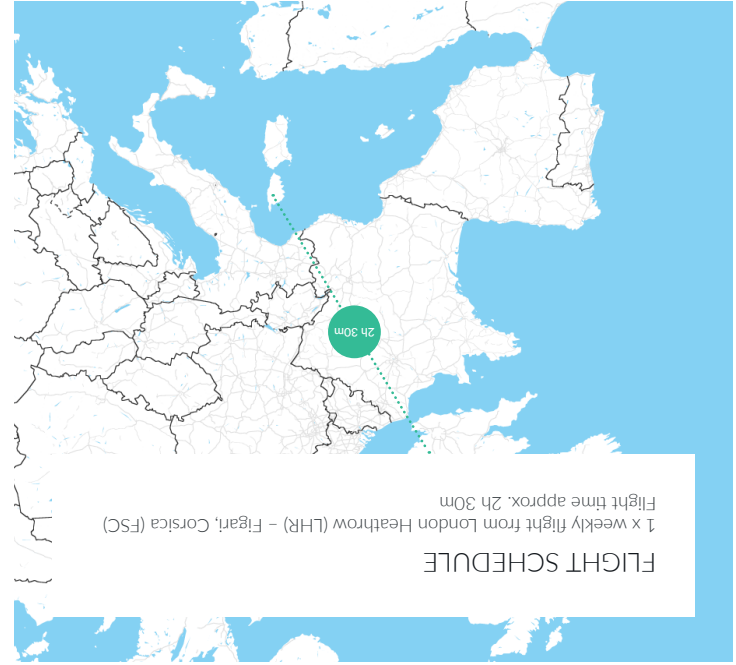 FLIGHT SCHEDULE
1 x weekly flight from London Heathrow (LHR) – Figari, Corsica (FSC)
Flight time approx. 2h 30m
2h 30m